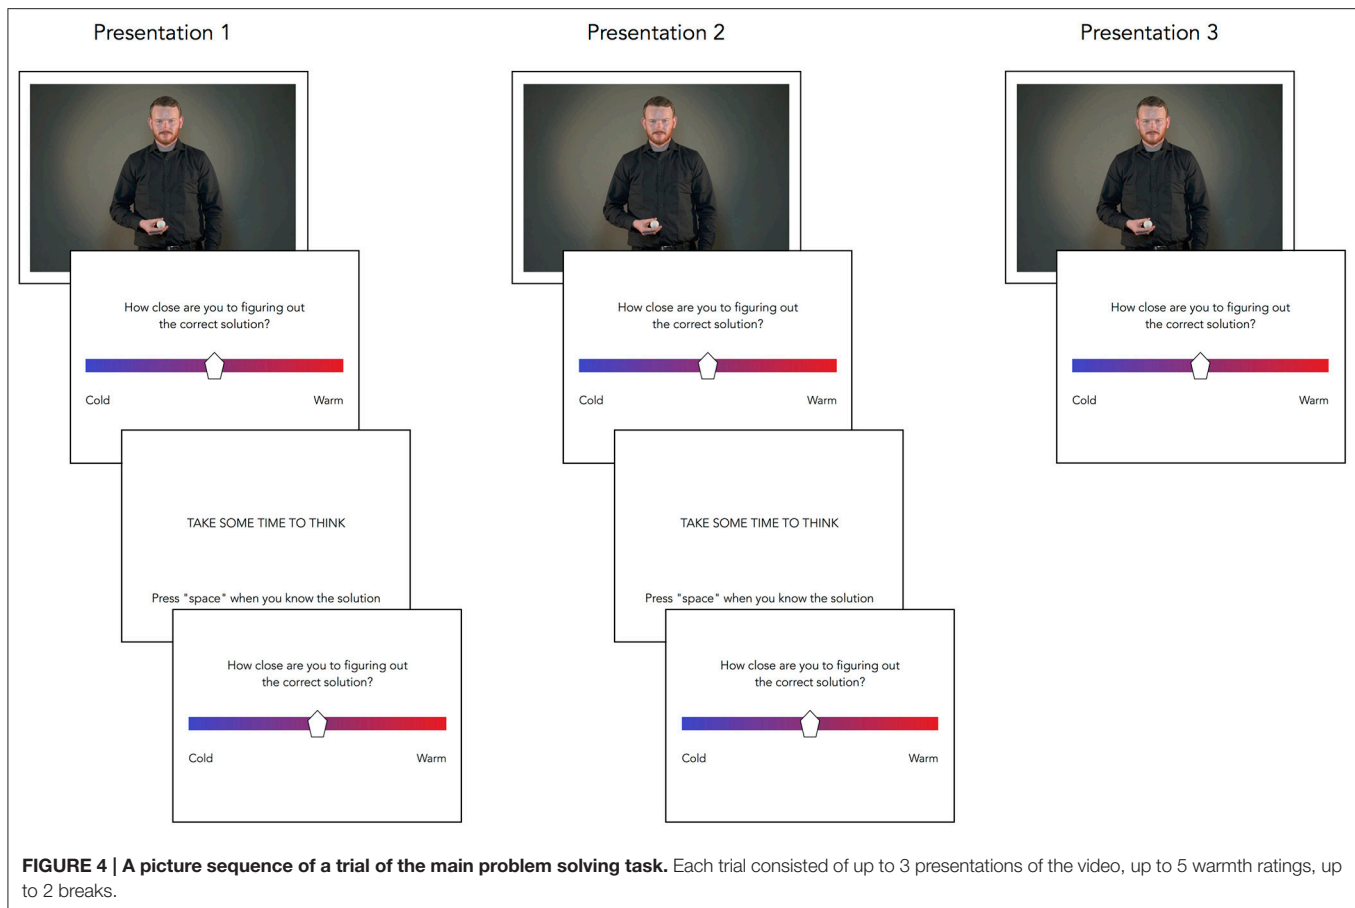 Presentation 1
Presentation 2
Presentation 3
How close are you to figuring out
the correct solution?
Cold Warm
TAKE SOME TIME TO THINK
Press "space" when you know the solution
How close are you to figuring out
the correct solution?
Cold Warm
How close are you to figuring out
the correct solution?
Cold Warm
TAKE SOME TIME TO THINK
Press "space" when you know the solution
How close are you to figuring out
the correct solution?
Cold Warm
How close are you to figuring out
the correct solution?
Cold Warm
FIGURE 4 | A picture sequence of a trial of the main problem solving task. Each trial consisted of up to 3 presentations of the video, up to 5 warmth ratings, up
to 2 breaks.